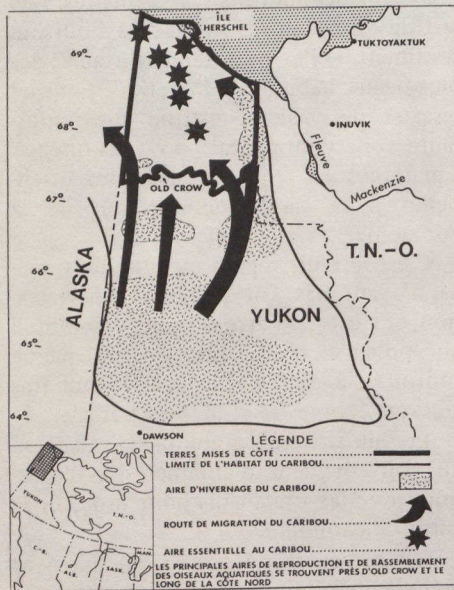 ÎLE
HERSCHEL
69°
TUKTOYAKTUK
INUVIK
68°
Fleuve
Mackenzie
OLD CROW
67°
T.N.-O.
66°
ALASKA
YUKON
65°
64°
DAWSON
LÉGENDE
TERRES MISES DE CÔTÉ
LIMITE DE L'HABITAT DU CARIBOU
AIRE D'HIVERNAGE DU CARIBOU
ROUTE DE MIGRATION DU CARIBOU
AIRE ESSENTIELLE AU CARIBOU
LES PRINCIPALES AIRES DE REPRODUCTION ET DE RASSEMBLEMENT
DES OISEAUX AQUATIQUES SE TROUVENT PRÈS D'OLD CROW ET LE
LONG DE LA CÔTE NORD
YUKON
T.N.-O.
C.-B.
ALB.
SASK.
MAN.